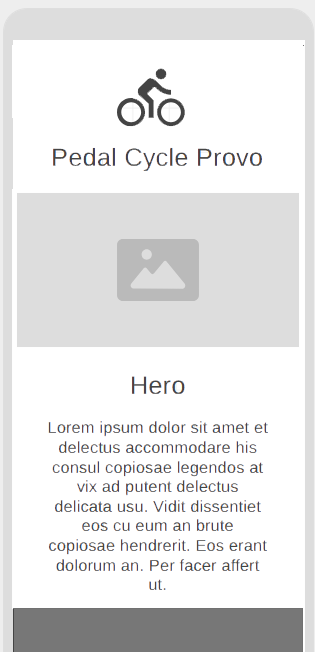 Pedal Cycle Provo
Hero
Lorem ipsum dolor sit amet et
delectus accommodare his
consul copiosae legendos at
vix ad putent delectus
delicata usu. Vidit dissentiet
eos cu eum an brute
copiosae hendrerit. Eos erant
dolorum an. Per facer affert
ut.